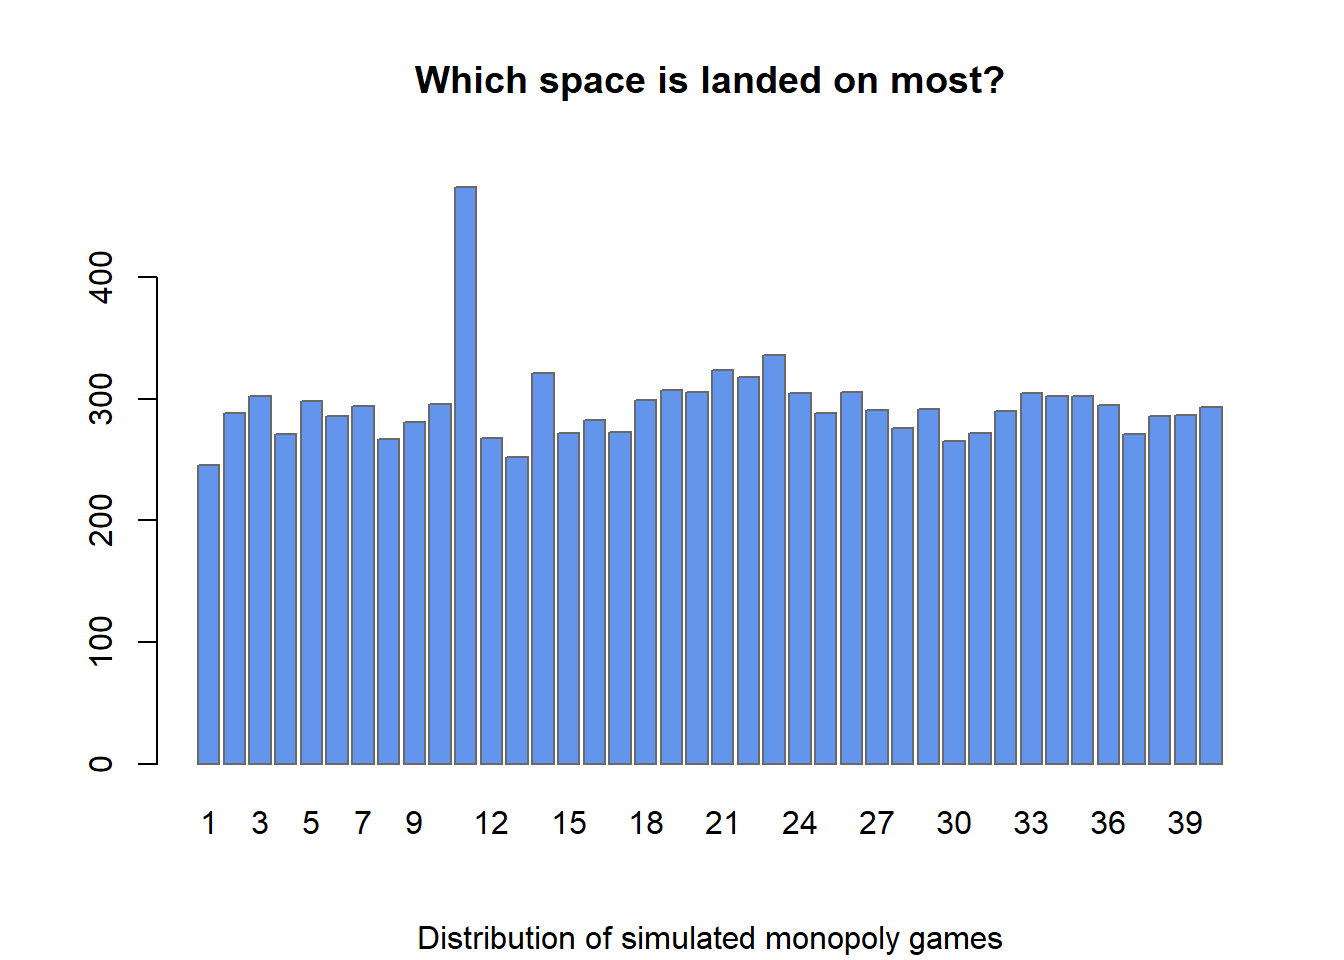 Which space is landed on most?
400
300
200
100
0
1 3 5 7 9 12 15 18 21 24 27 30 33 36 39
Distribution of simulated monopoly games